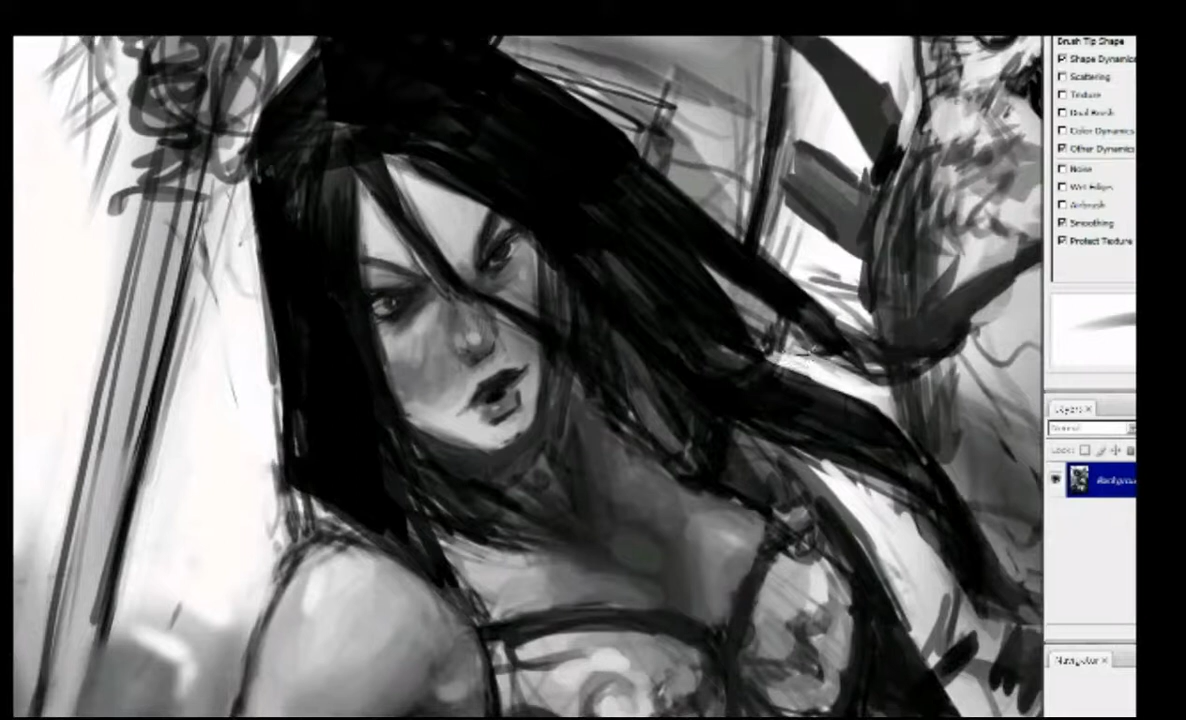 Brush Tip Shape
Shape Dynamics
Scattering
Texture
Dual Brush
Color Dynamics
Other Dynamics
Noise
Wet Edges
Airbrush
Smoothing
Protect Texture
Layers ×
Normal
Lock:
Backgrou
Navigator ×